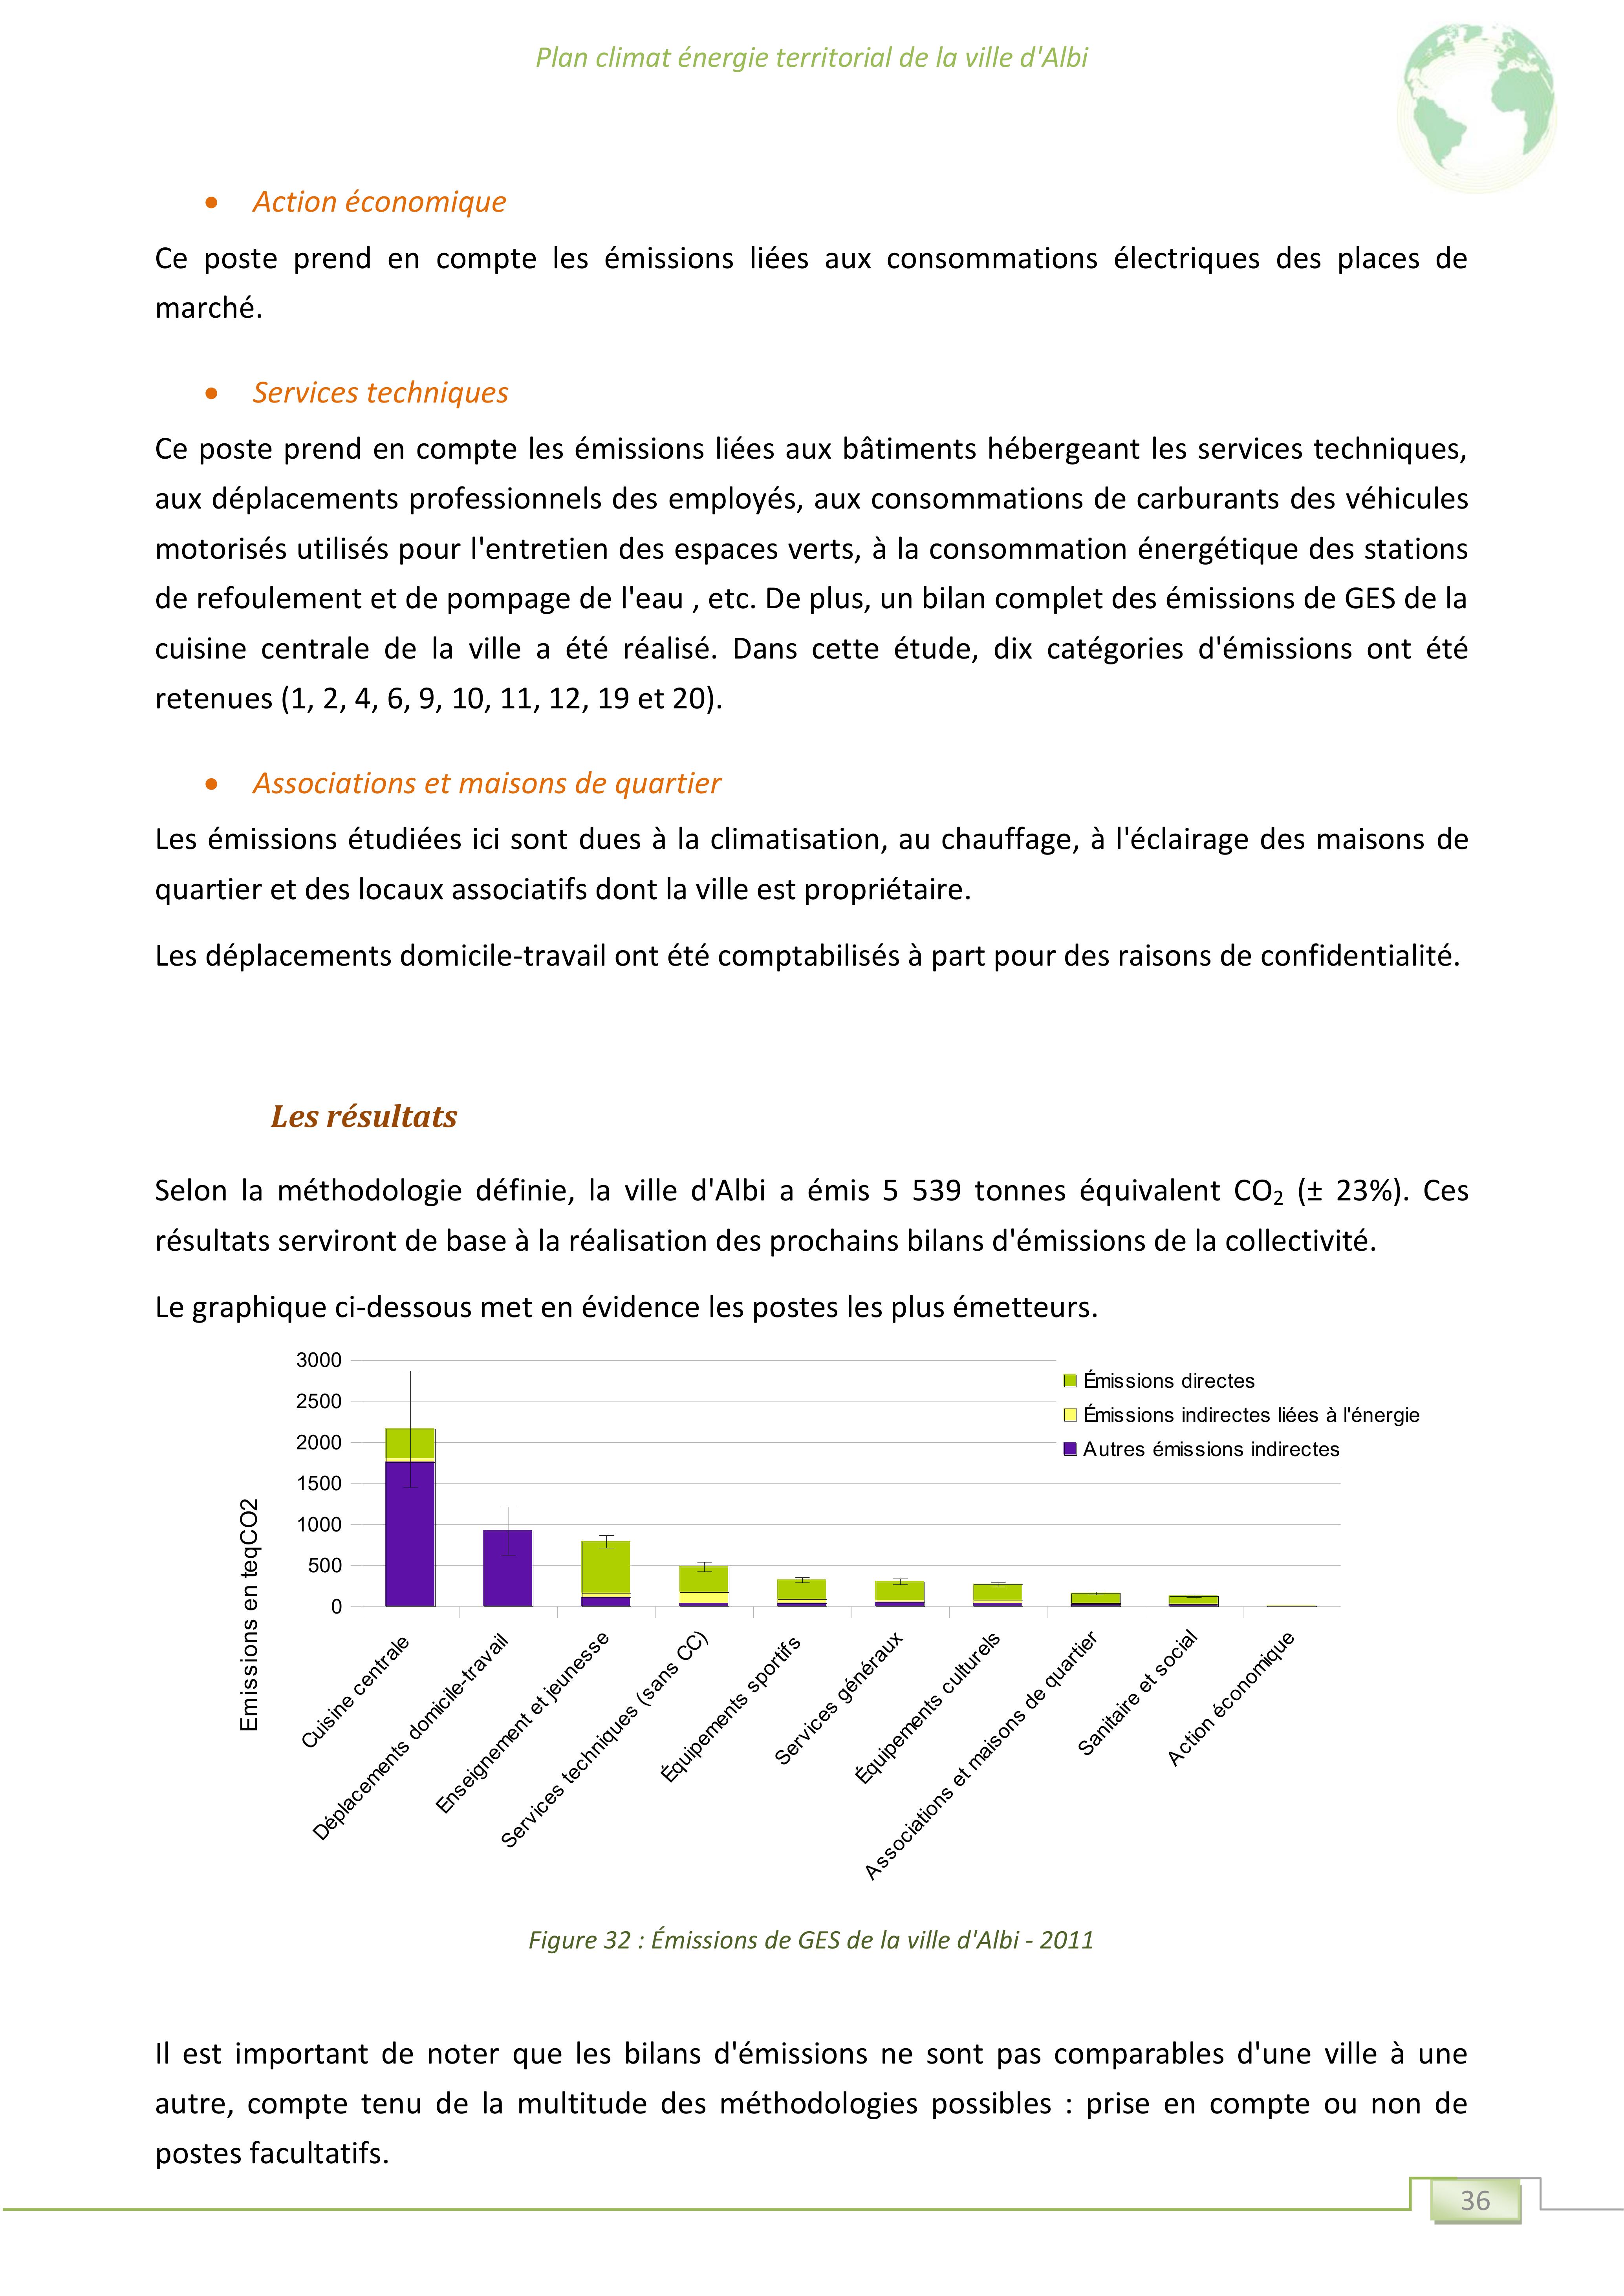 Plan climat énergie territorial de la ville d'Albi
• Action économique
Ce poste prend en compte les émissions liées aux consommations électriques des places de
marché.
• Services techniques
Ce poste prend en compte les émissions liées aux bâtiments hébergeant les services techniques,
aux déplacements professionnels des employés, aux consommations de carburants des véhicules
motorisés utilisés pour l'entretien des espaces verts, à la consommation énergétique des stations
de refoulement et de pompage de l'eau , etc. De plus, un bilan complet des émissions de GES de la
cuisine centrale de la ville a été réalisé. Dans cette étude, dix catégories d'émissions ont été
retenues (1, 2, 4, 6, 9, 10, 11, 12, 19 et 20).
• Associations et maisons de quartier
Les émissions étudiées ici sont dues à la climatisation, au chauffage, à l'éclairage des maisons de
quartier et des locaux associatifs dont la ville est propriétaire.
Les déplacements domicile-travail ont été comptabilisés à part pour des raisons de confidentialité.
Les résultats
Selon la méthodologie définie, la ville d'Albi a émis 5 539 tonnes équivalent CO₂ (± 23%). Ces
résultats serviront de base à la réalisation des prochains bilans d'émissions de la collectivité.
Le graphique ci-dessous met en évidence les postes les plus émetteurs.
Emissions en teqCO2
3000
2500
2000
1500
1000
500
0
Émissions directes
Émissions indirectes liées à l'énergie
Autres émissions indirectes
Cuisine centrale
Déplacements domicile-travail
Enseignement et jeunesse
Services techniques (sans CC)
Équipements sportifs
Services généraux
Équipements culturels
Associations et maisons de quartier
Sanitaire et social
Action économique
Figure 32 : Émissions de GES de la ville d'Albi - 2011
Il est important de noter que les bilans d'émissions ne sont pas comparables d'une ville à une
autre, compte tenu de la multitude des méthodologies possibles : prise en compte ou non de
postes facultatifs.
36